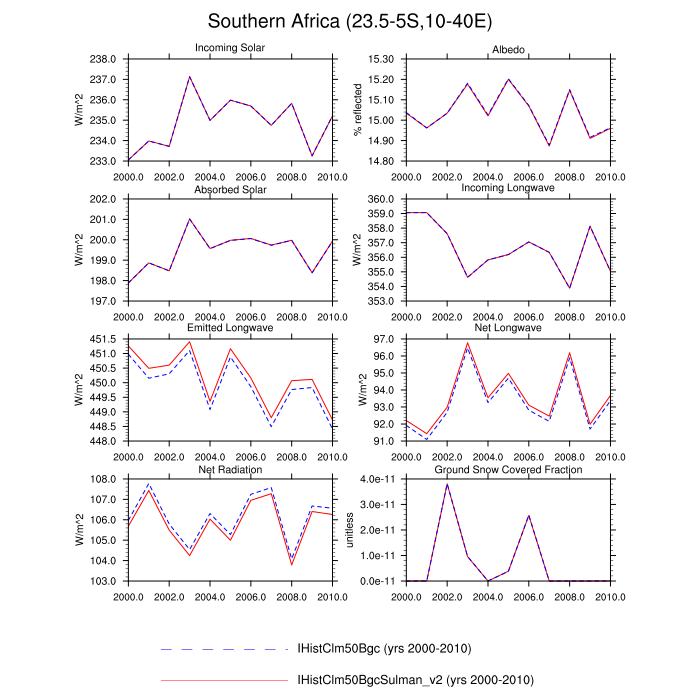 Southern Africa (23.5-5S,10-40E)
Incoming Solar
238.0
237.0
236.0
235.0
234.0
233.0
W/m^2
2000.0 2002.0 2004.0 2006.0 2008.0 2010.0
Albedo
15.30
15.20
15.10
15.00
14.90
14.80
% reflected
2000.0 2002.0 2004.0 2006.0 2008.0 2010.0
Absorbed Solar
202.0
201.0
200.0
199.0
198.0
197.0
W/m^2
2000.0 2002.0 2004.0 2006.0 2008.0 2010.0
Incoming Longwave
360.0
359.0
358.0
357.0
356.0
355.0
354.0
353.0
W/m^2
2000.0 2002.0 2004.0 2006.0 2008.0 2010.0
Emitted Longwave
451.5
451.0
450.5
450.0
449.5
449.0
448.5
448.0
W/m^2
2000.0 2002.0 2004.0 2006.0 2008.0 2010.0
Net Longwave
97.0
96.0
95.0
94.0
93.0
92.0
91.0
W/m^2
2000.0 2002.0 2004.0 2006.0 2008.0 2010.0
Net Radiation
108.0
107.0
106.0
105.0
104.0
103.0
W/m^2
2000.0 2002.0 2004.0 2006.0 2008.0 2010.0
Ground Snow Covered Fraction
4.0e-11
3.0e-11
2.0e-11
1.0e-11
0.0e-11
unitless
2000.0 2002.0 2004.0 2006.0 2008.0 2010.0
IHistClm50Bgc (yrs 2000-2010)
IHistClm50BgcSulman_v2 (yrs 2000-2010)